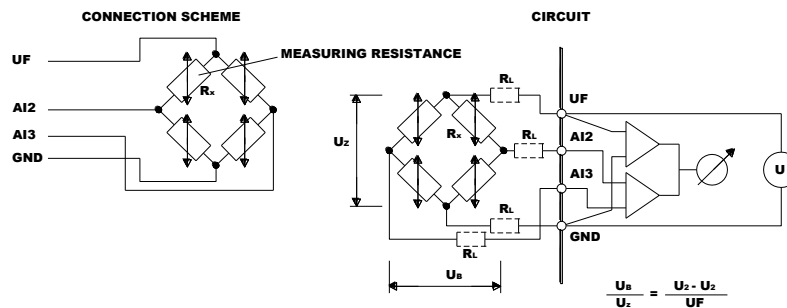 CONNECTION SCHEME
UF
AI2
AI3
GND
Rx
MEASURING RESISTANCE
CIRCUIT
RL
UF
Rx
RL
AI2
UZ
AI3
U
RL
GND
RL
UB
UB / Uz = U2 - U2 / UF